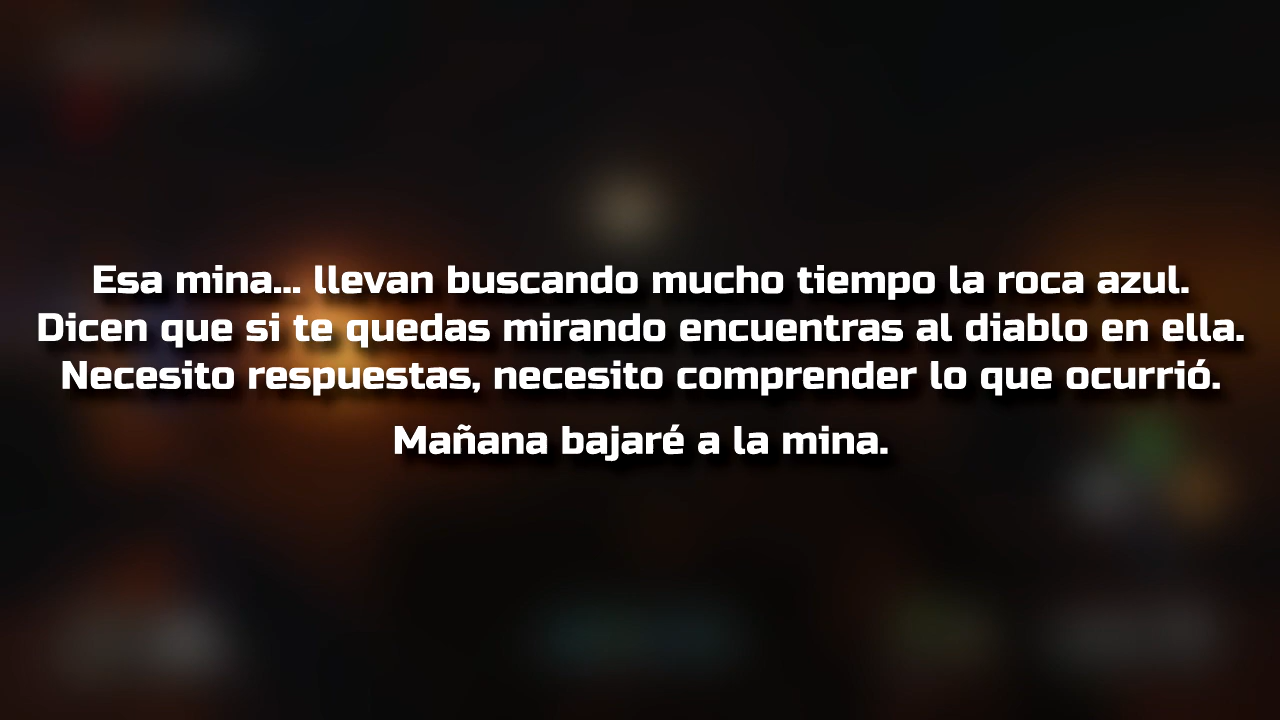 Esa mina... llevan buscando mucho tiempo la roca azul.
Dicen que si te quedas mirando encuentras al diablo en ella.
Necesito respuestas, necesito comprender lo que ocurrió.
Mañana bajaré a la mina.